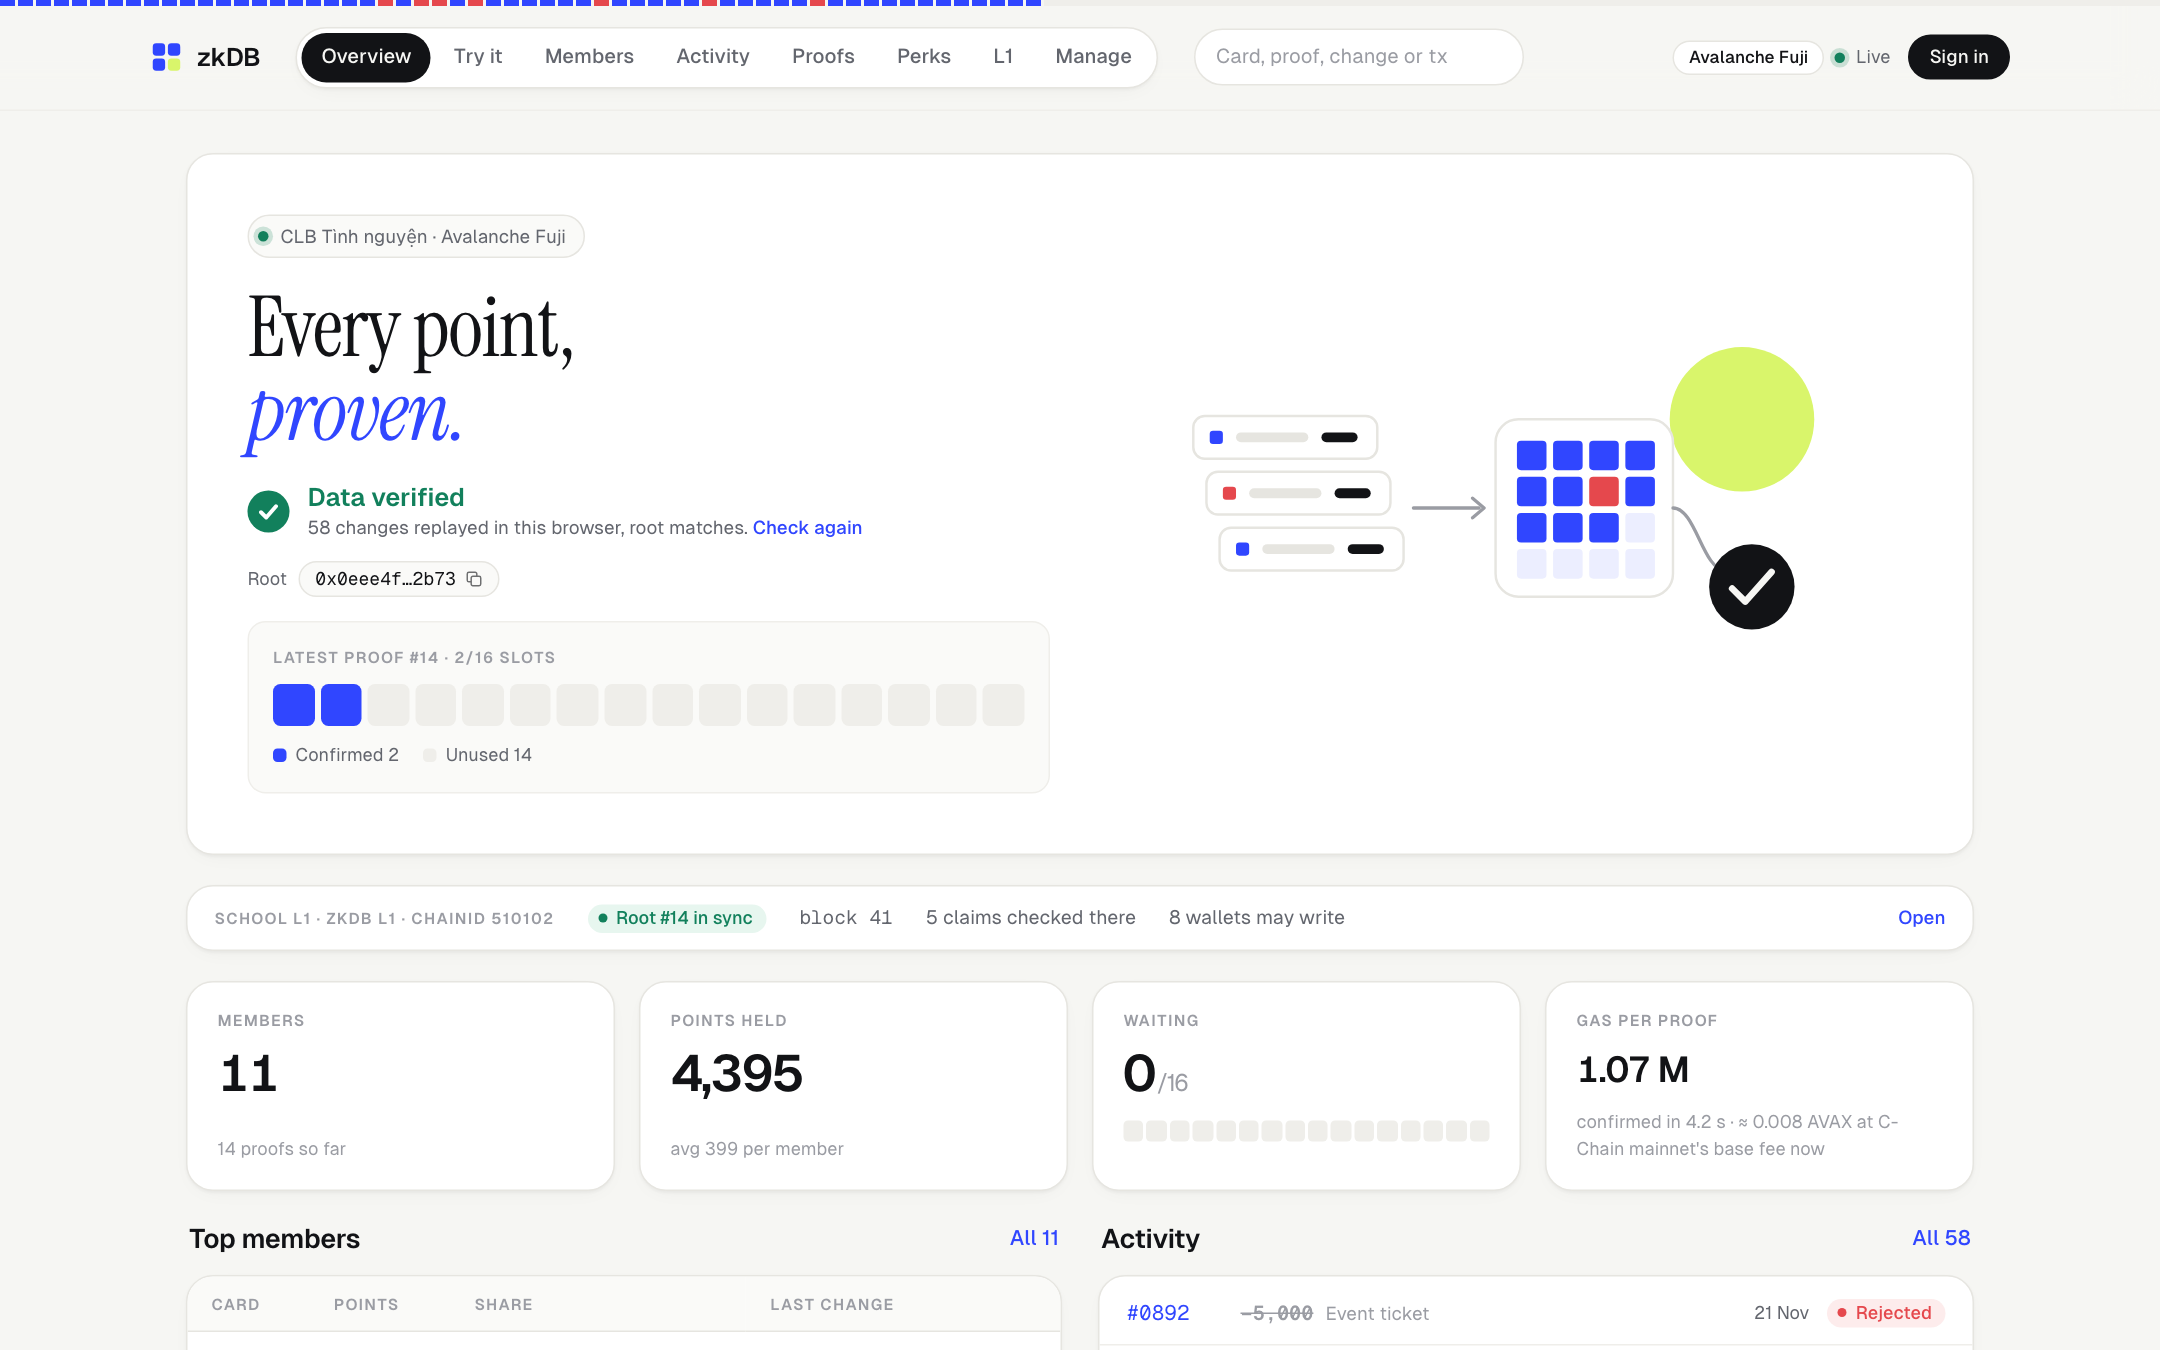 zkDB
Overview
Try it
Members
Activity
Proofs
Perks
L1
Manage
Card, proof, change or tx
Avalanche Fuji
Live
Sign in
CLB Tình nguyện · Avalanche Fuji
Every point,
proven.
Data verified
58 changes replayed in this browser, root matches. Check again
Root 0x0eee4f…2b73
LATEST PROOF #14 · 2/16 SLOTS
Confirmed 2 Unused 14
SCHOOL L1 · ZKDB L1 · CHAINID 510102
Root #14 in sync
block 41
5 claims checked there
8 wallets may write
Open
MEMBERS
11
14 proofs so far
POINTS HELD
4,395
avg 399 per member
WAITING
0/16
GAS PER PROOF
1.07 M
confirmed in 4.2 s · ≈ 0.008 AVAX at C-
Chain mainnet's base fee now
Top members
All 11
CARD POINTS SHARE LAST CHANGE
Activity
All 58
#0892 −5,000 Event ticket 21 Nov Rejected